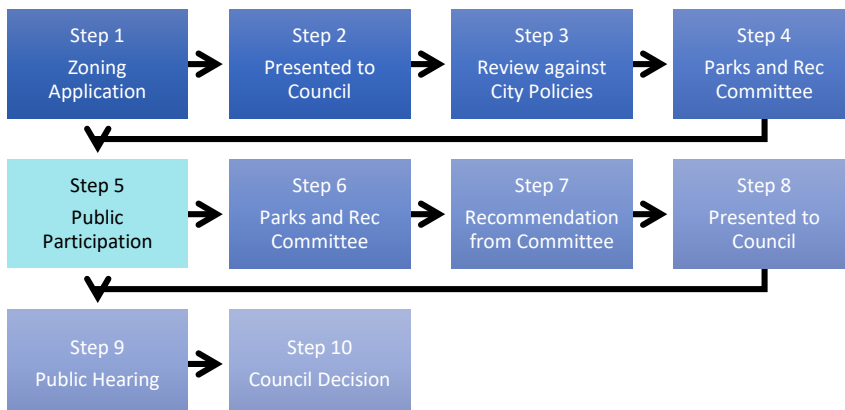 Step 1
Zoning
Application
Step 2
Presented to
Council
Step 3
Review against
City Policies
Step 4
Parks and Rec
Committee
Step 5
Public
Participation
Step 6
Parks and Rec
Committee
Step 7
Recommendation
from Committee
Step 8
Presented to
Council
Step 9
Public Hearing
Step 10
Council Decision